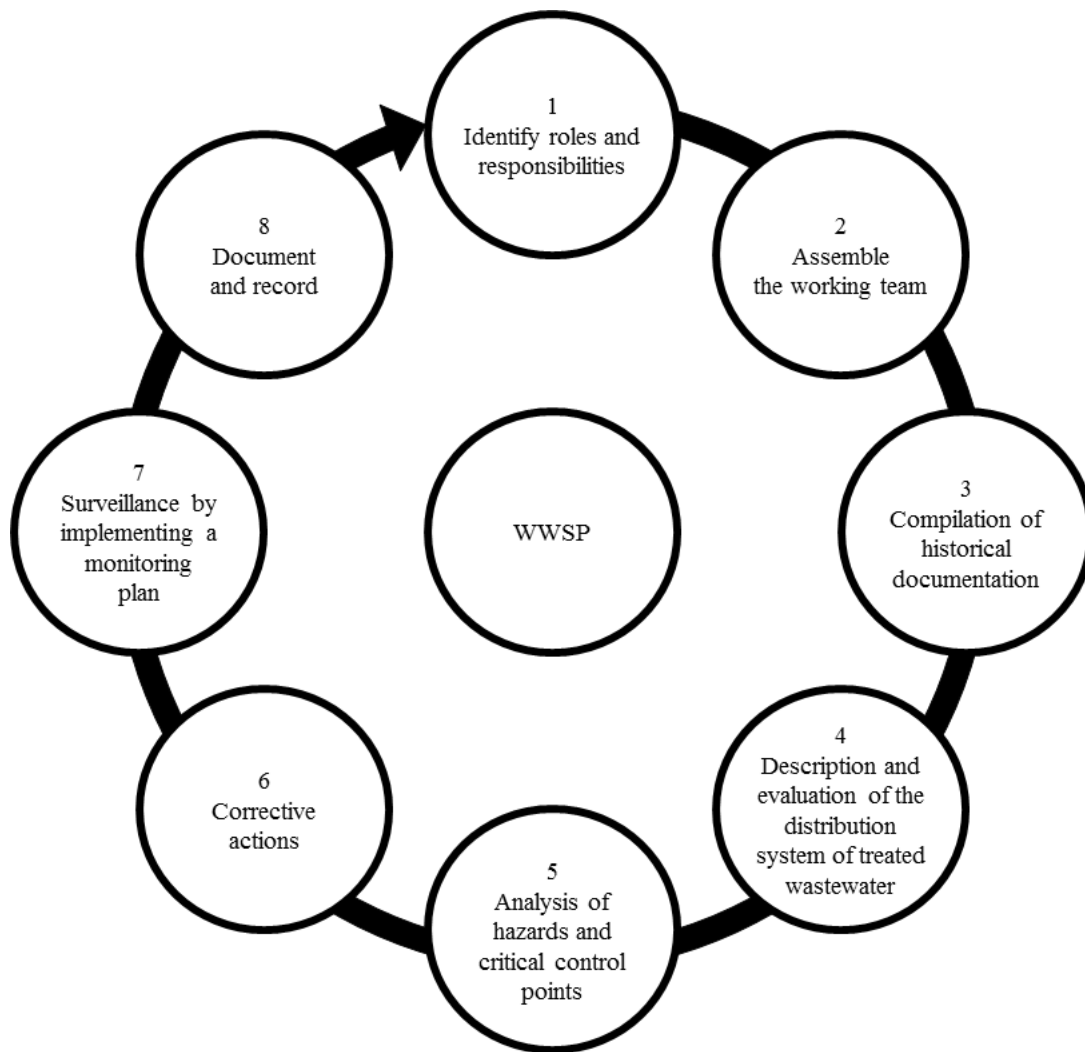 1
Identify roles and
responsibilities
2
Assemble
the working team
3
Compilation of
historical
documentation
4
Description and
evaluation of the
distribution
system of treated
wastewater
5
Analysis of
hazards and
critical control
points
6
Corrective
actions
7
Surveillance by
implementing a
monitoring
plan
8
Document
and record
WWSP